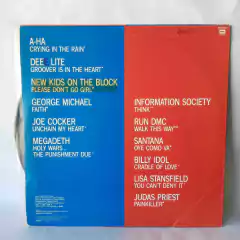 A-HA
CRYING IN THE RAIN
DEE LITE
GROOVER IS IN THE HEART
NEW KIDS ON THE BLOCK
PLEASE DON'T GO GIRL
GEORGE MICHAEL
FAITH
JOE COCKER
UNCHAIN MY HEART
MEGADETH
HOLY WARS...
THE PUNISHMENT DUE
INFORMATION SOCIETY
THINK
RUN DMC
WALK THIS WAY
SANTANA
OYE COMO VA
BILLY IDOL
CRADLE OF LOVE
LISA STANSFIELD
YOU CAN'T DENY IT
JUDAS PRIEST
PAINKILLER